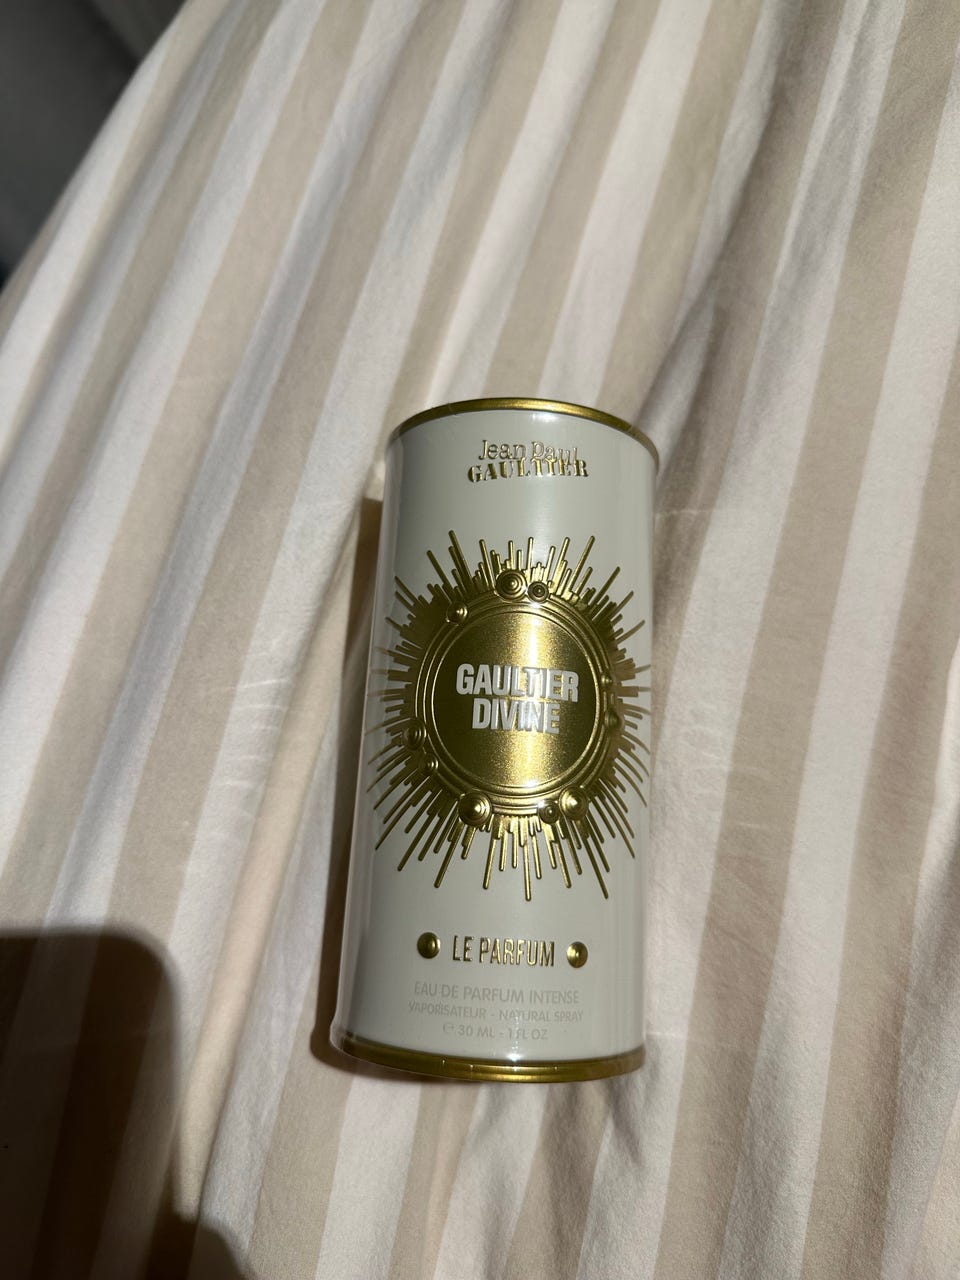 Jean Paul
GAULTIER
GAULTIER
DIVINE
LE PARFUM
EAU DE PARFUM INTENSE
VAPORISATEUR - NATURAL SPRAY
℮ 30 ML - 1 FL OZ